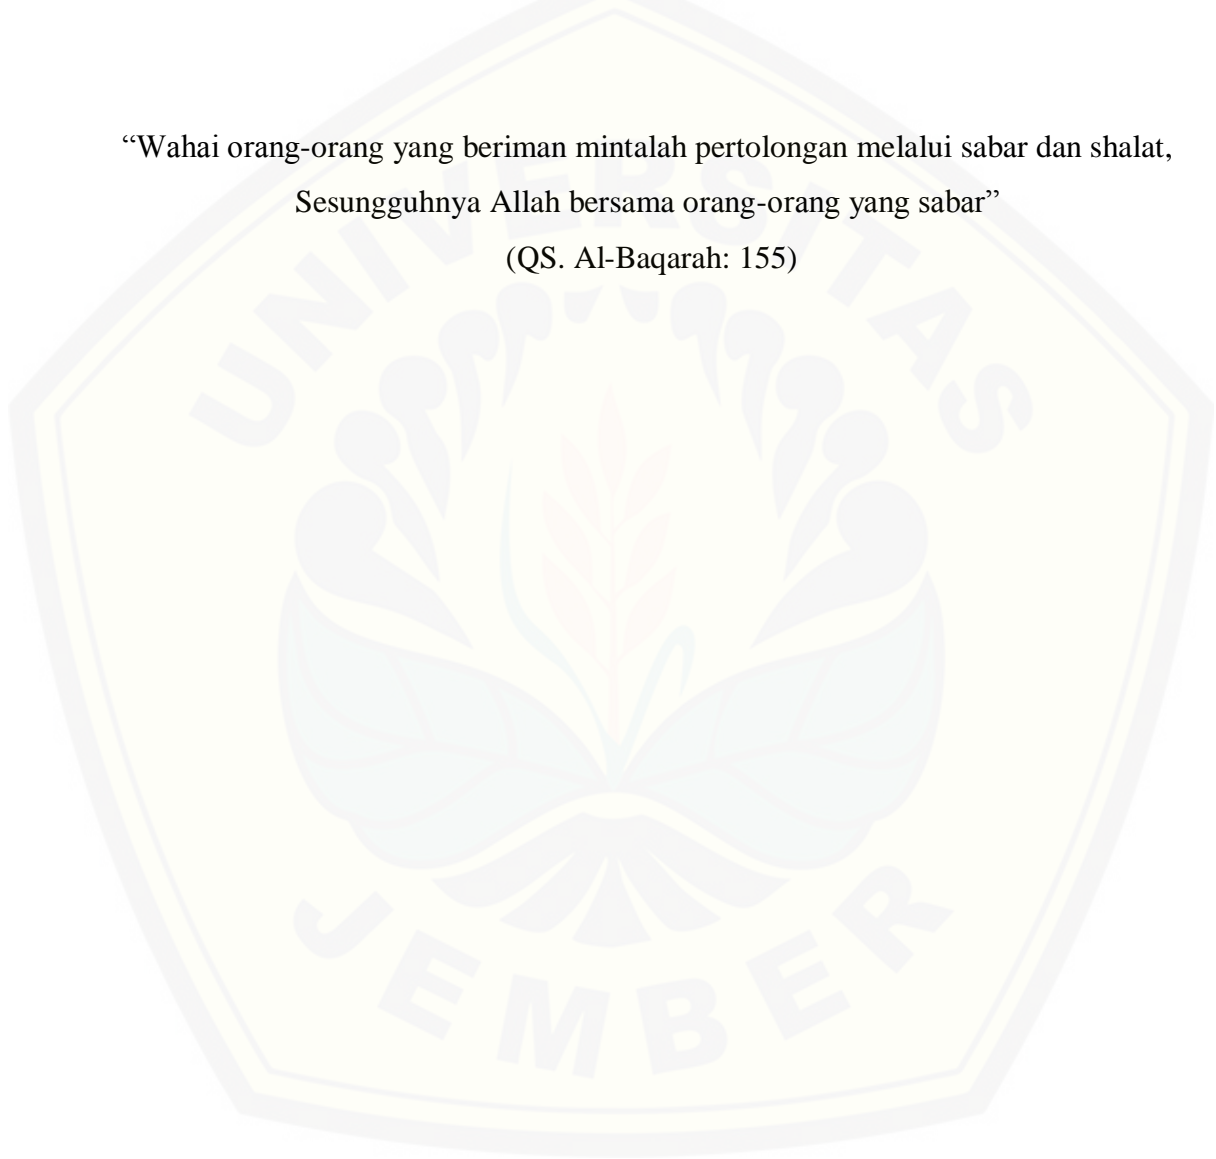 “Wahai orang-orang yang beriman mintalah pertolongan melalui sabar dan shalat,
Sesungguhnya Allah bersama orang-orang yang sabar”
(QS. Al-Baqarah: 155)
UNIVERSITAS
JEMBER